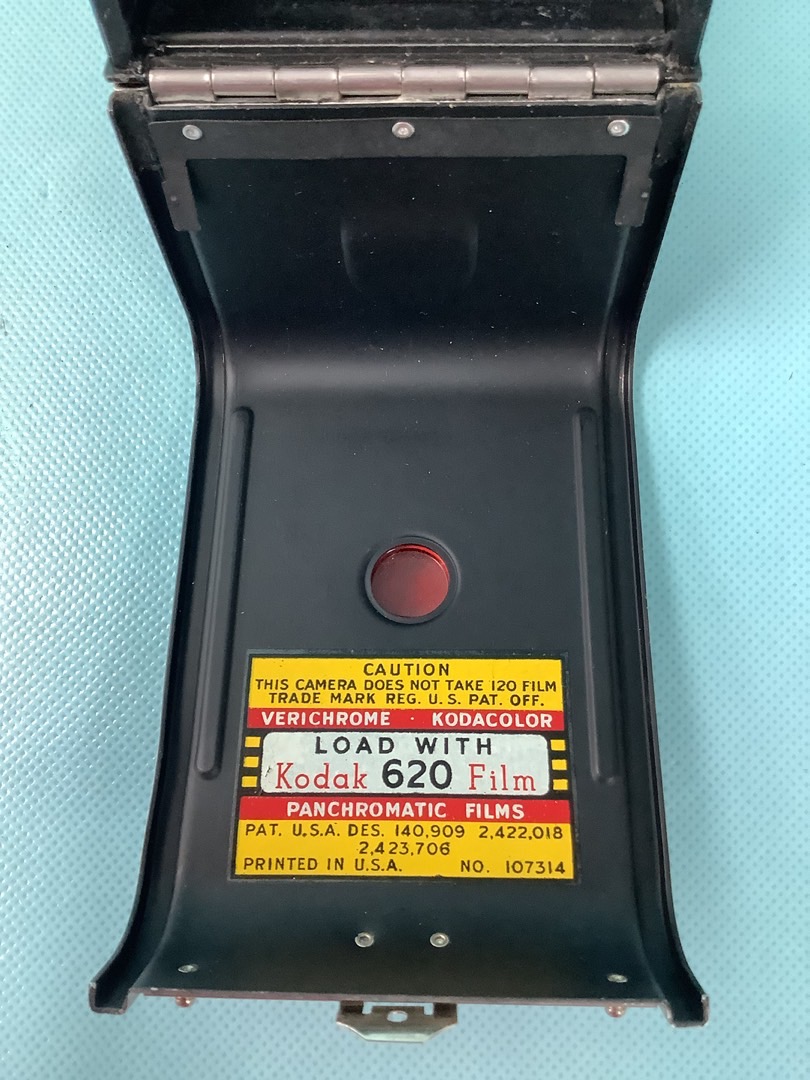 CAUTION
THIS CAMERA DOES NOT TAKE 120 FILM
TRADE MARK REG. U. S. PAT. OFF.
VERICHROME · KODACOLOR
LOAD WITH
Kodak 620 Film
PANCHROMATIC FILMS
PAT. U.S.A. DES. 140,909 2,422,018
2,423,706
PRINTED IN U.S.A. NO. 107314